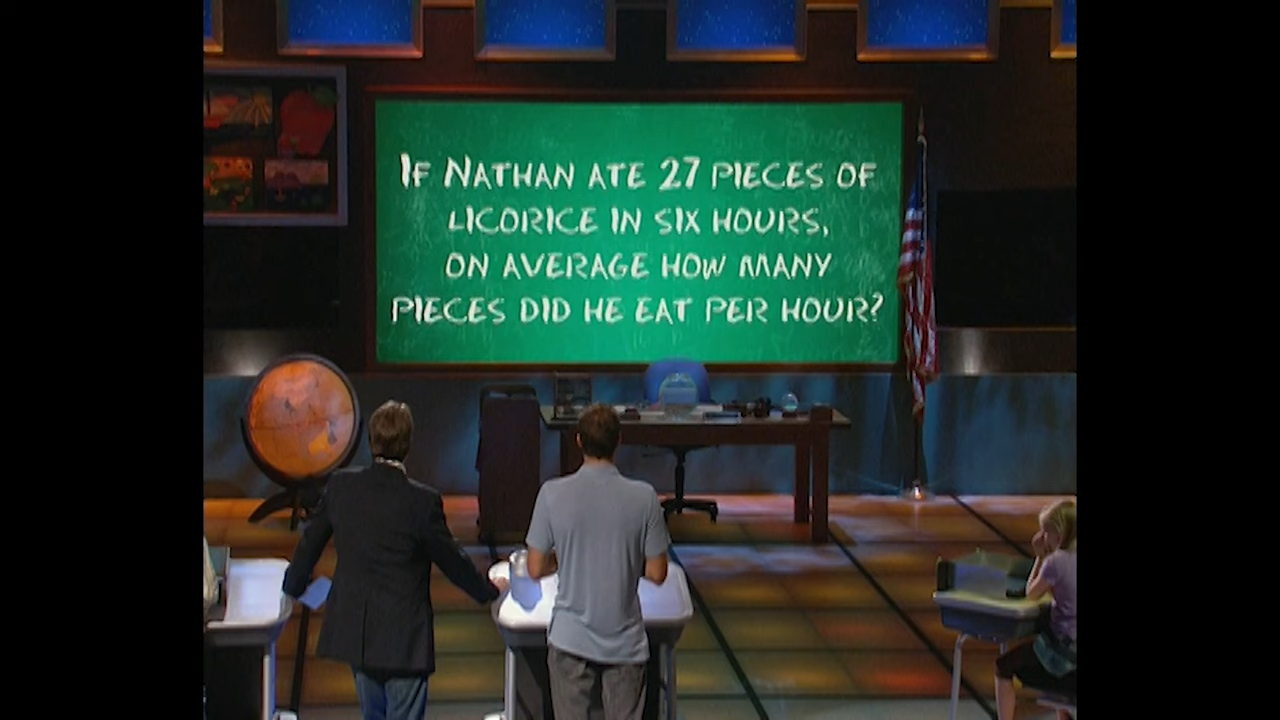 If Nathan ate 27 pieces of
licorice in six hours,
on average how many
pieces did he eat per hour?